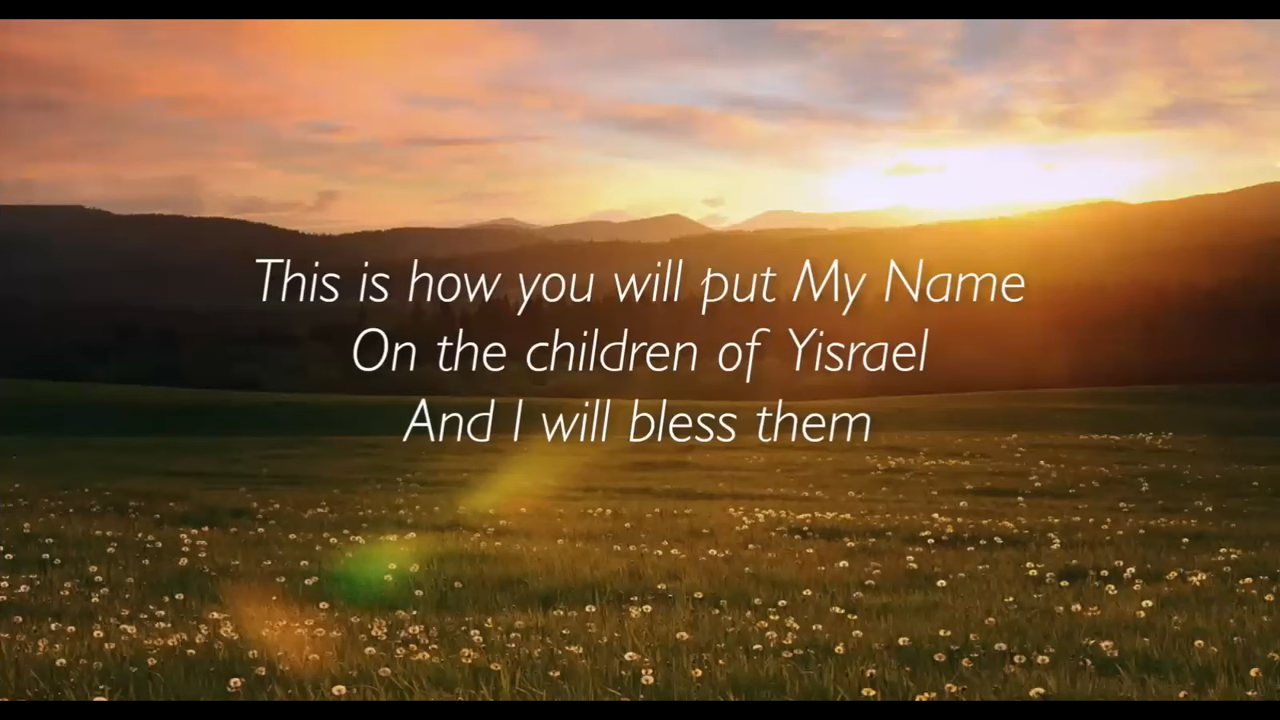 This is how you will put My Name
On the children of Yisrael
And I will bless them